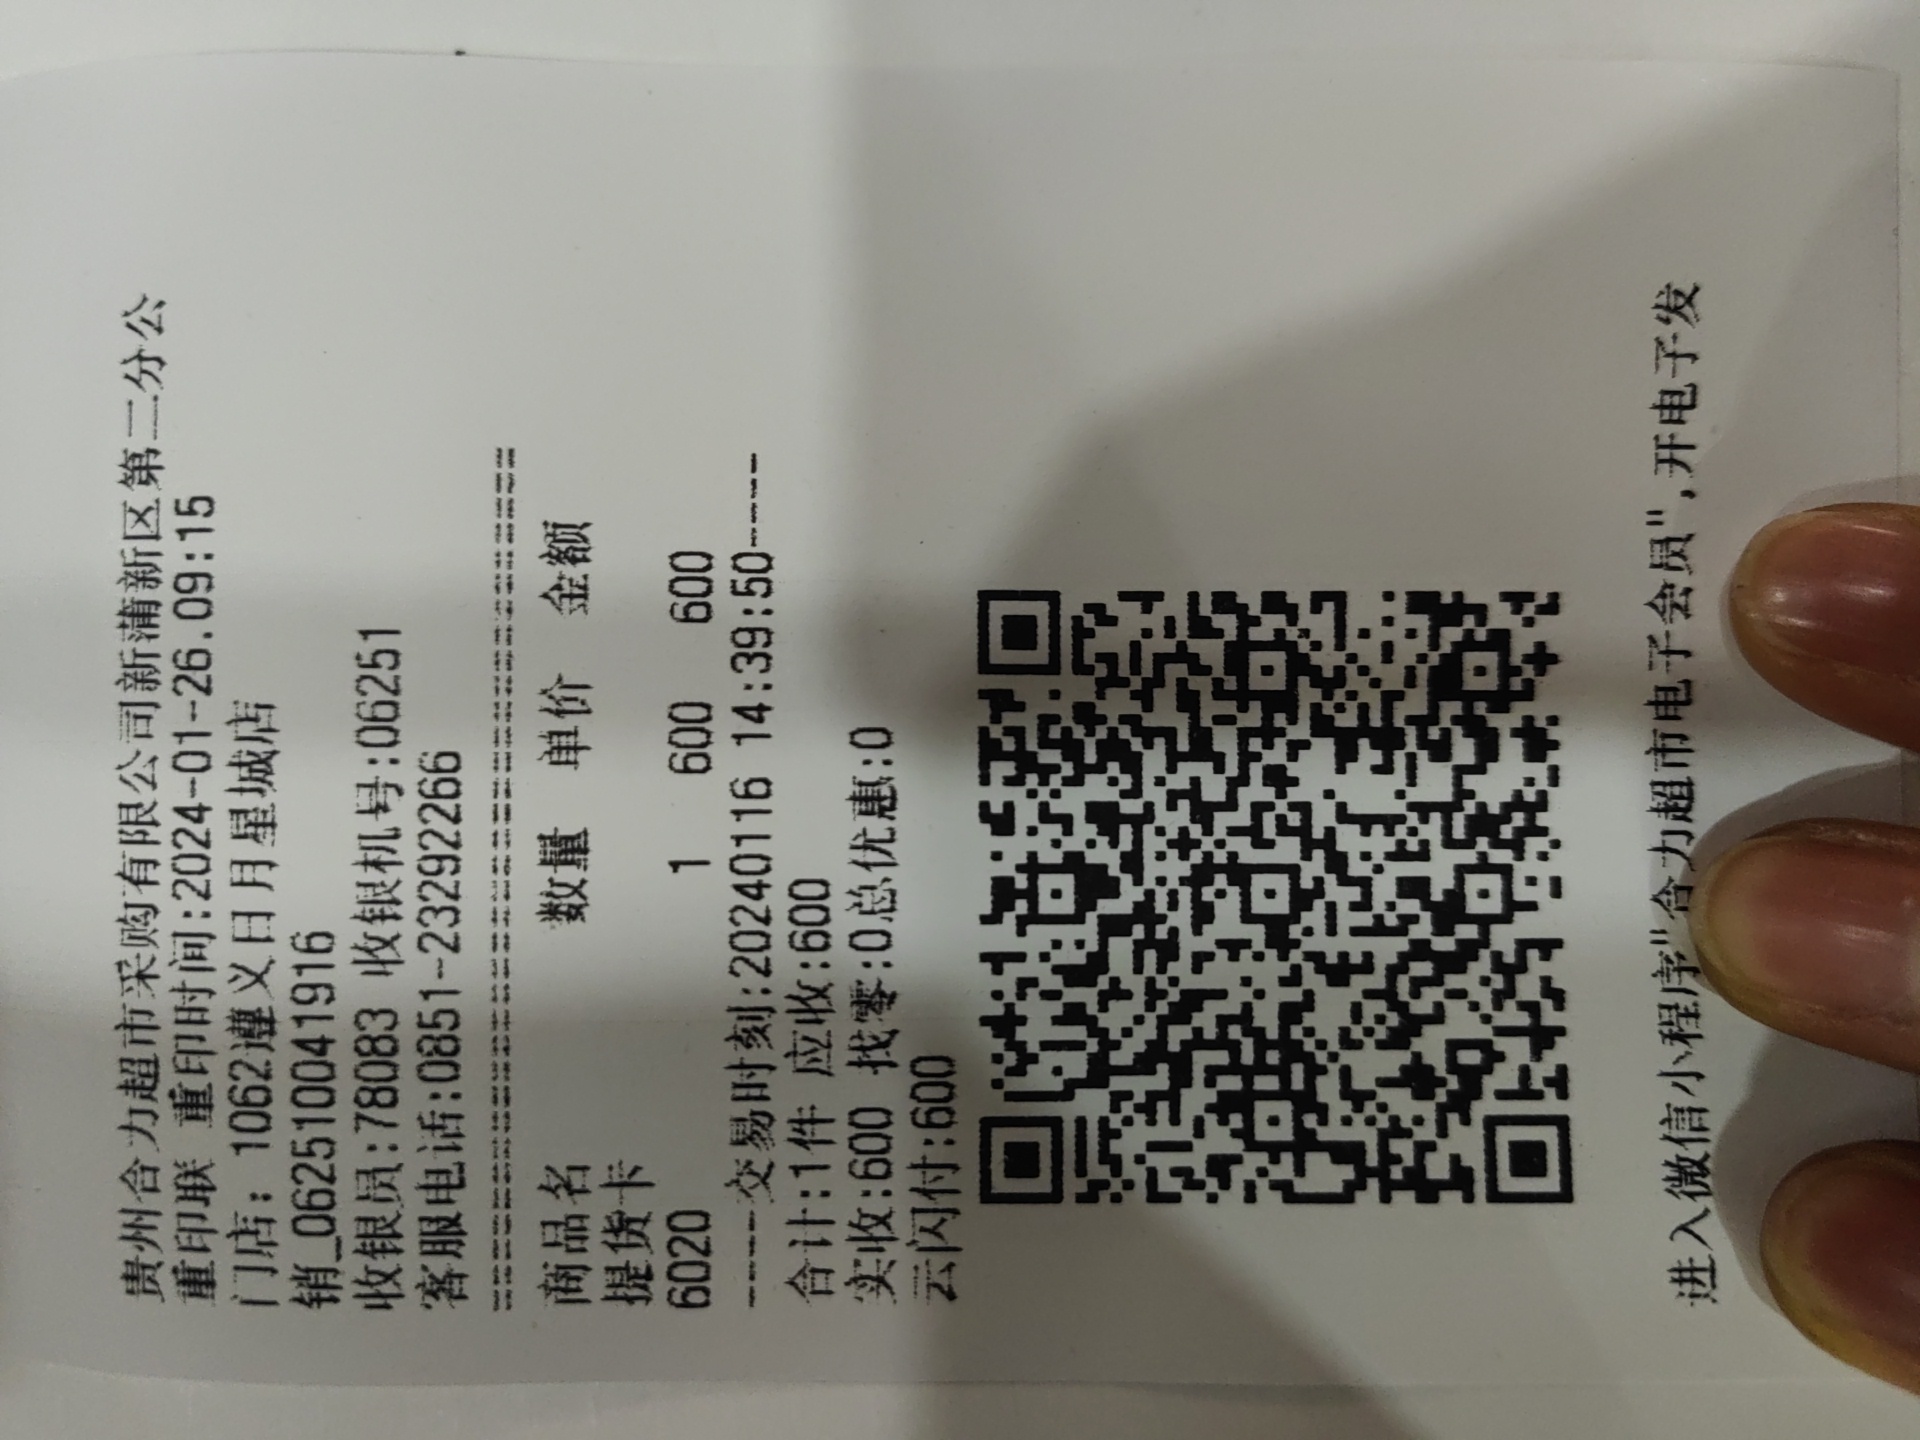 贵州合力超市采购有限公司新蒲新区第二分公
重印联 重印时间:2024-01-26.09:15
门店: 1062遵义日月星城店
销_062510041916
收银员:78083 收银机号:06251
客服电话:0851-23292266
==========================================
商品名 数量 单价 金额
提货卡
6020 1 600 600
-----交易时刻:20240116 14:39:50-----
合计:1件 应收:600
实收:600 找零:0总优惠:0
云闪付:600
进入微信小程序"合力超市电子会员",开电子发